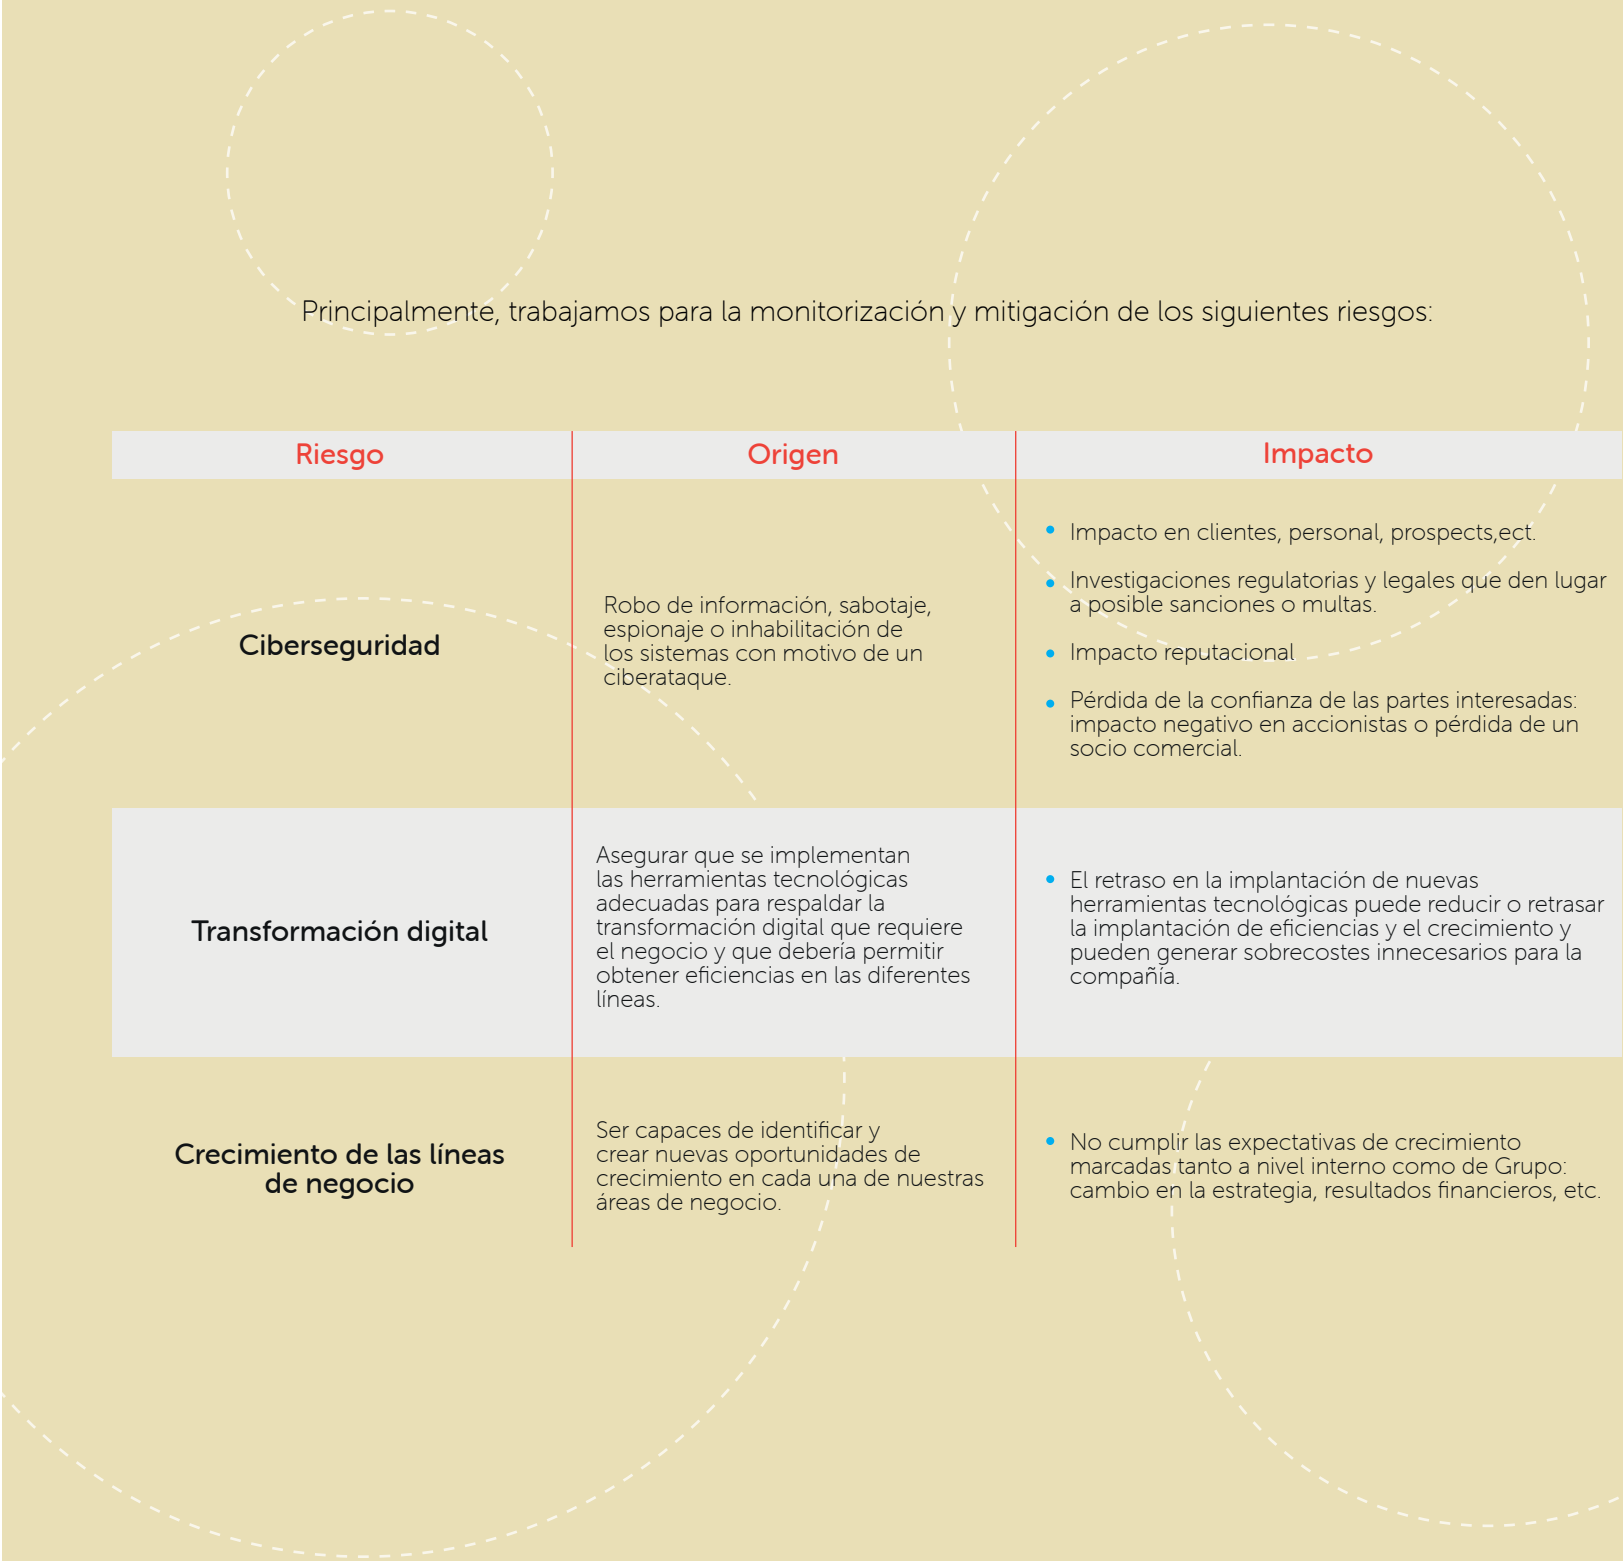 Principalmente, trabajamos para la monitorización y mitigación de los siguientes riesgos:
Riesgo
Origen
Impacto
Ciberseguridad
Robo de información, sabotaje,
espionaje o inhabilitación de
los sistemas con motivo de un
ciberataque.
Impacto en clientes, personal, prospects,ect.
Investigaciones regulatorias y legales que den lugar
a posible sanciones o multas.
Impacto reputacional
Pérdida de la confianza de las partes interesadas:
impacto negativo en accionistas o pérdida de un
socio comercial.
Transformación digital
Asegurar que se implementan
las herramientas tecnológicas
adecuadas para respaldar la
transformación digital que requiere
el negocio y que debería permitir
obtener eficiencias en las diferentes
líneas.
El retraso en la implantación de nuevas
herramientas tecnológicas puede reducir o retrasar
la implantación de eficiencias y el crecimiento y
pueden generar sobrecostes innecesarios para la
compañía.
Crecimiento de las líneas
de negocio
Ser capaces de identificar y
crear nuevas oportunidades de
crecimiento en cada una de nuestras
áreas de negocio.
No cumplir las expectativas de crecimiento
marcadas tanto a nivel interno como de Grupo:
cambio en la estrategia, resultados financieros, etc.